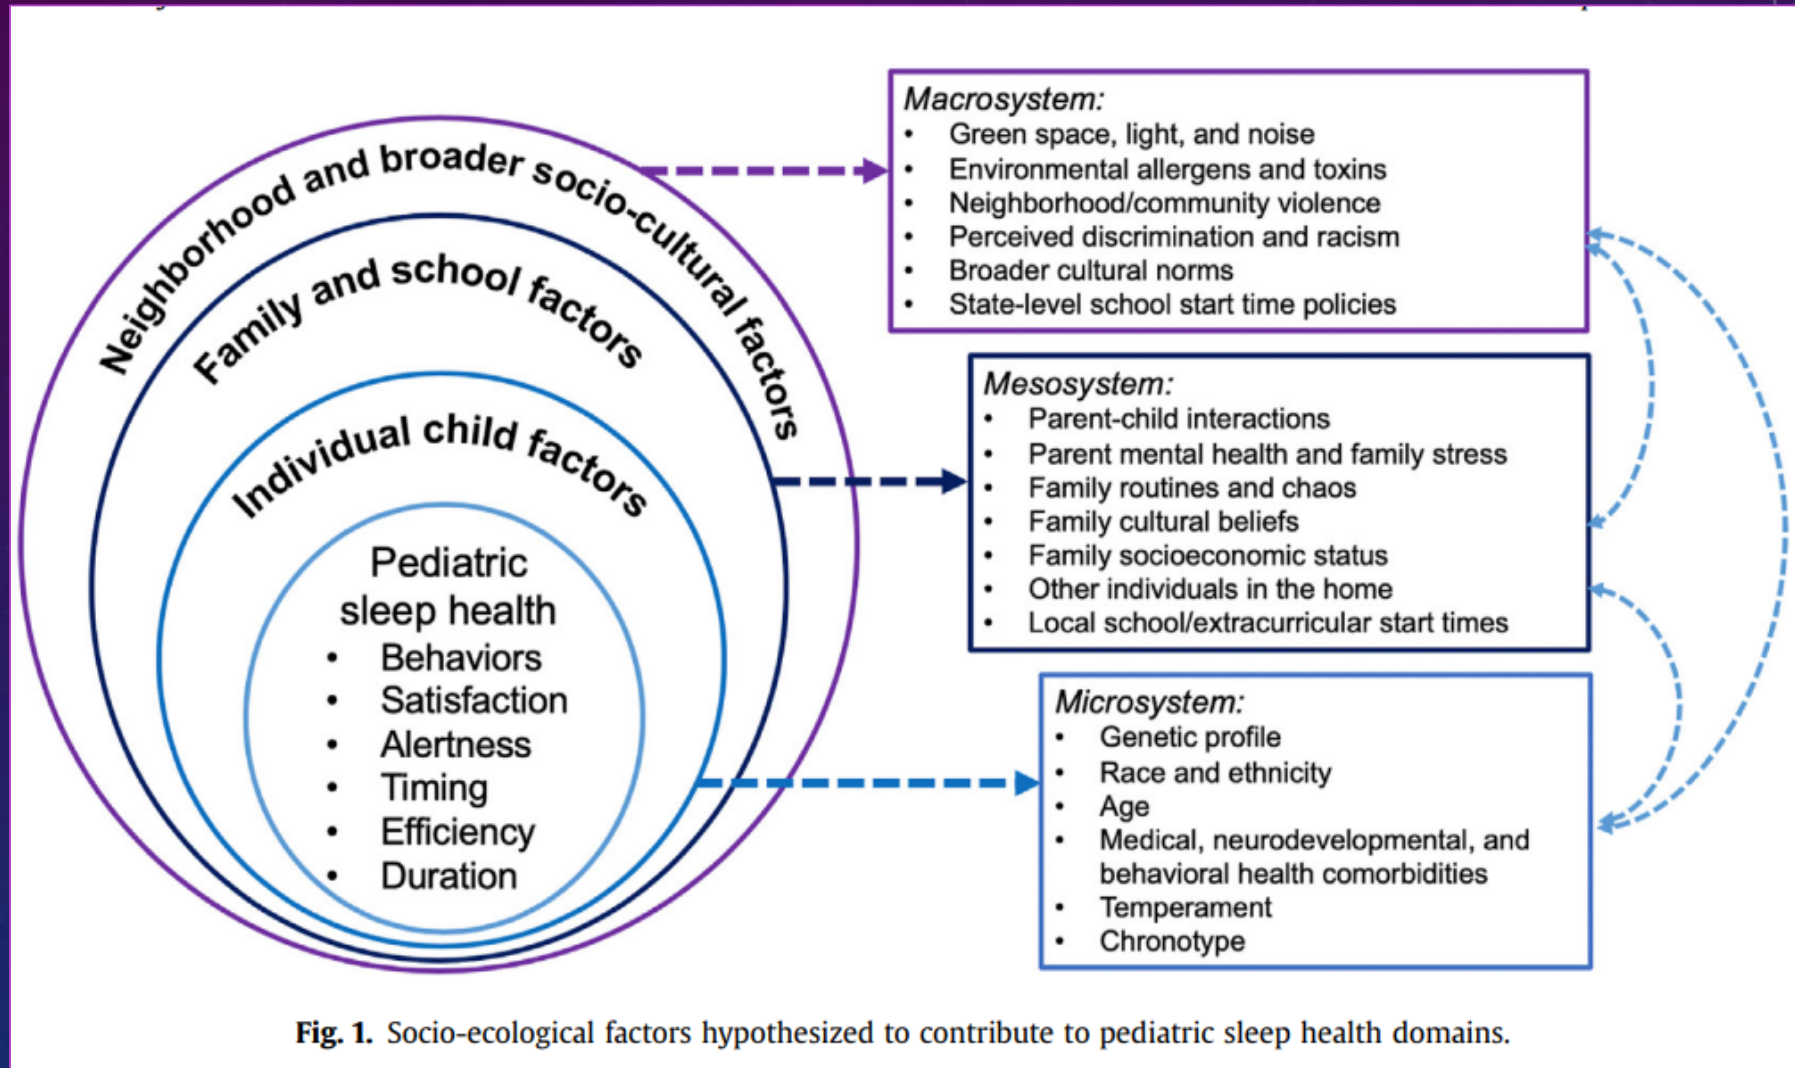 Neighborhood and broader socio-cultural factors
Family and school factors
Individual child factors
Pediatric
sleep health
• Behaviors
• Satisfaction
• Alertness
• Timing
• Efficiency
• Duration
Macrosystem:
• Green space, light, and noise
• Environmental allergens and toxins
• Neighborhood/community violence
• Perceived discrimination and racism
• Broader cultural norms
• State-level school start time policies
Mesosystem:
• Parent-child interactions
• Parent mental health and family stress
• Family routines and chaos
• Family cultural beliefs
• Family socioeconomic status
• Other individuals in the home
• Local school/extracurricular start times
Microsystem:
• Genetic profile
• Race and ethnicity
• Age
• Medical, neurodevelopmental, and
behavioral health comorbidities
• Temperament
• Chronotype
Fig. 1. Socio-ecological factors hypothesized to contribute to pediatric sleep health domains.